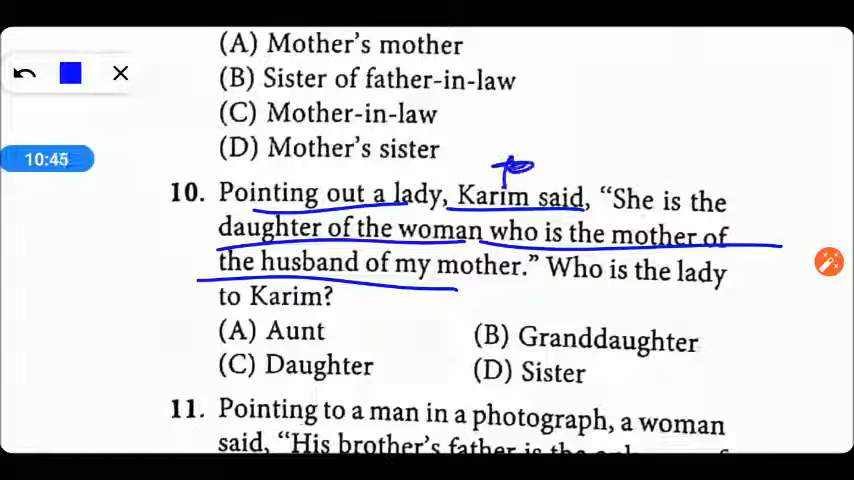 (A) Mother's mother
(B) Sister of father-in-law
(C) Mother-in-law
(D) Mother's sister
10:45
10. Pointing out a lady, Karim said, "She is the
daughter of the woman who is the mother of
the husband of my mother." Who is the lady
to Karim?
(A) Aunt (B) Granddaughter
(C) Daughter (D) Sister
11. Pointing to a man in a photograph, a woman
said, "His brother's father is the only